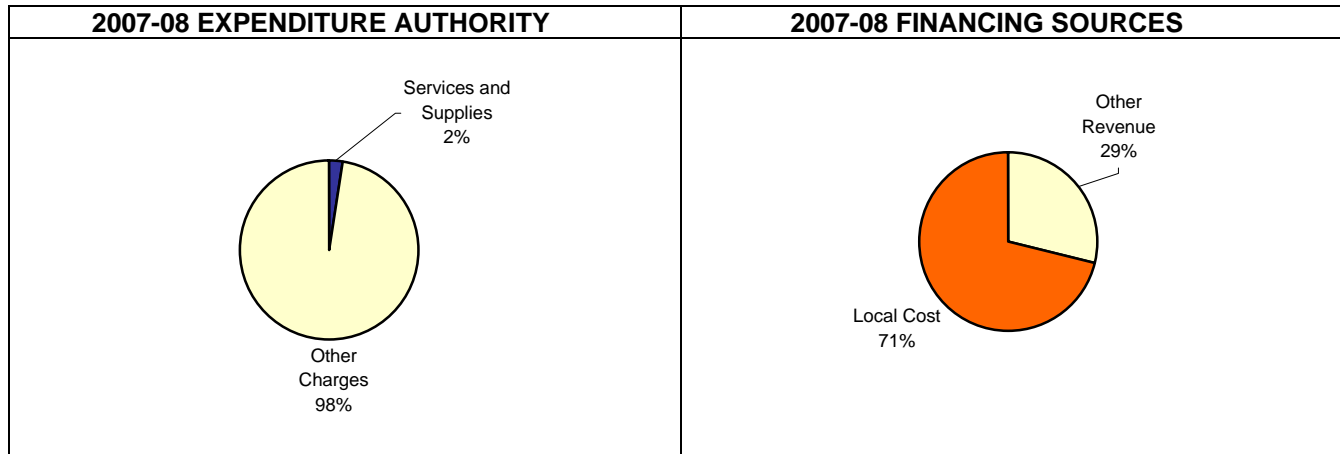 2007-08 EXPENDITURE AUTHORITY
2007-08 FINANCING SOURCES
Services and
Supplies
2%
Other
Charges
98%
Other
Revenue
29%
Local Cost
71%